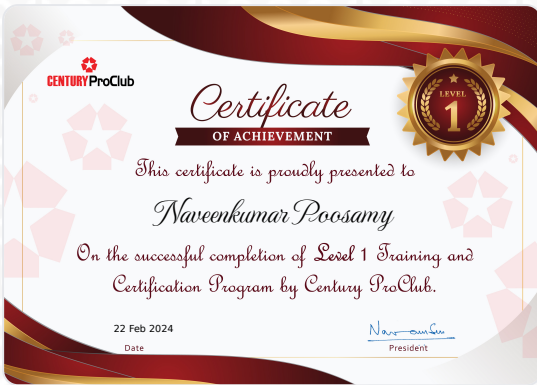 CENTURY ProClub
Certificate
OF ACHIEVEMENT
LEVEL
1
This certificate is proudly presented to
Naveenkumar Poosamy
On the successful completion of Level 1 Training and
Certification Program by Century ProClub.
22 Feb 2024
Date
President